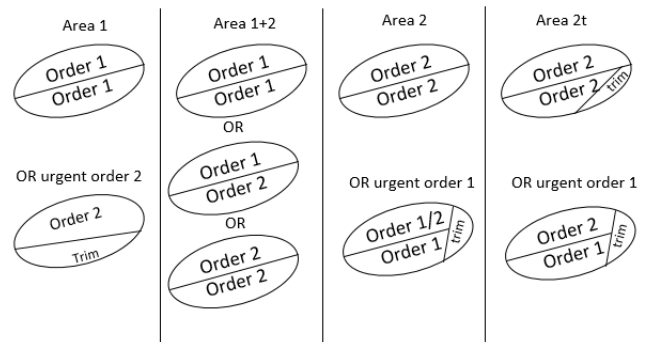 Area 1
Order 1
Order 1
OR urgent order 2
Order 2
Trim
Area 1+2
Order 1
Order 1
OR
Order 1
Order 2
OR
Order 2
Order 2
Area 2
Order 2
Order 2
OR urgent order 1
Order 1/2
Order 1
trim
Area 2t
Order 2
Order 2
trim
OR urgent order 1
Order 2
Order 1
trim